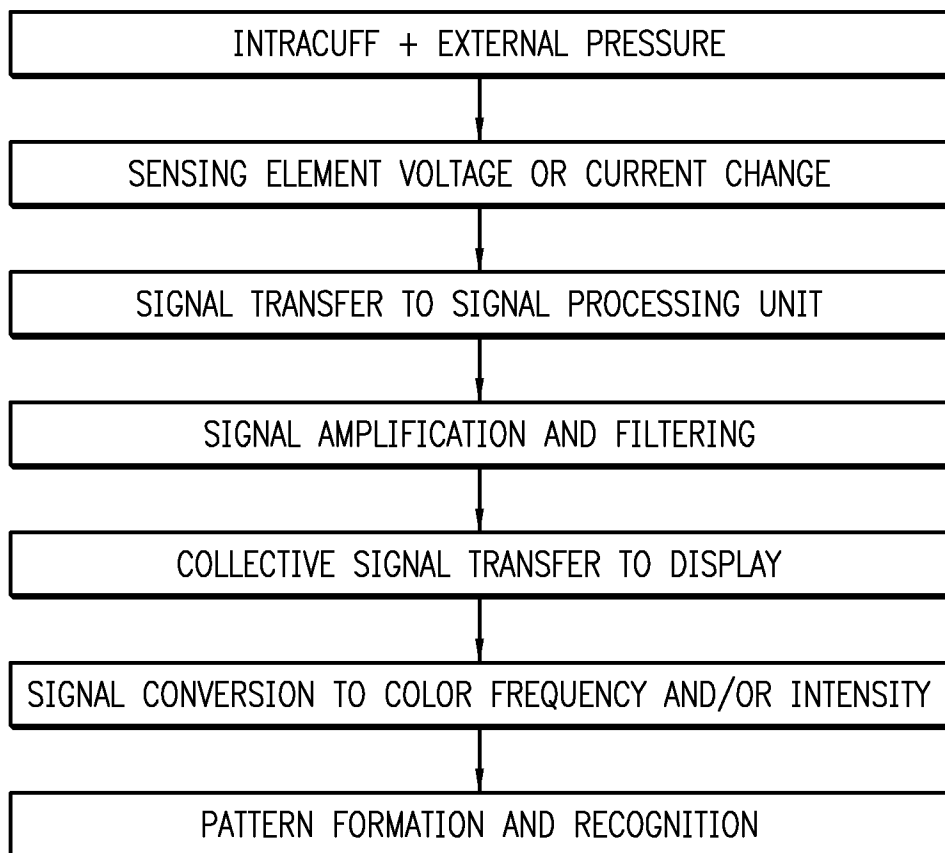 INTRACUFF + EXTERNAL PRESSURE
SENSING ELEMENT VOLTAGE OR CURRENT CHANGE
SIGNAL TRANSFER TO SIGNAL PROCESSING UNIT
SIGNAL AMPLIFICATION AND FILTERING
COLLECTIVE SIGNAL TRANSFER TO DISPLAY
SIGNAL CONVERSION TO COLOR FREQUENCY AND/OR INTENSITY
PATTERN FORMATION AND RECOGNITION